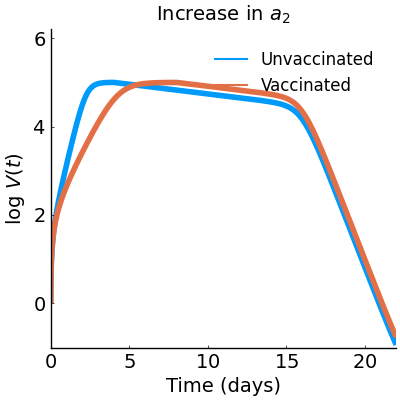 Increase in a₂
Unvaccinated
Vaccinated
log V(t)
6
4
2
0
0 5 10 15 20
Time (days)